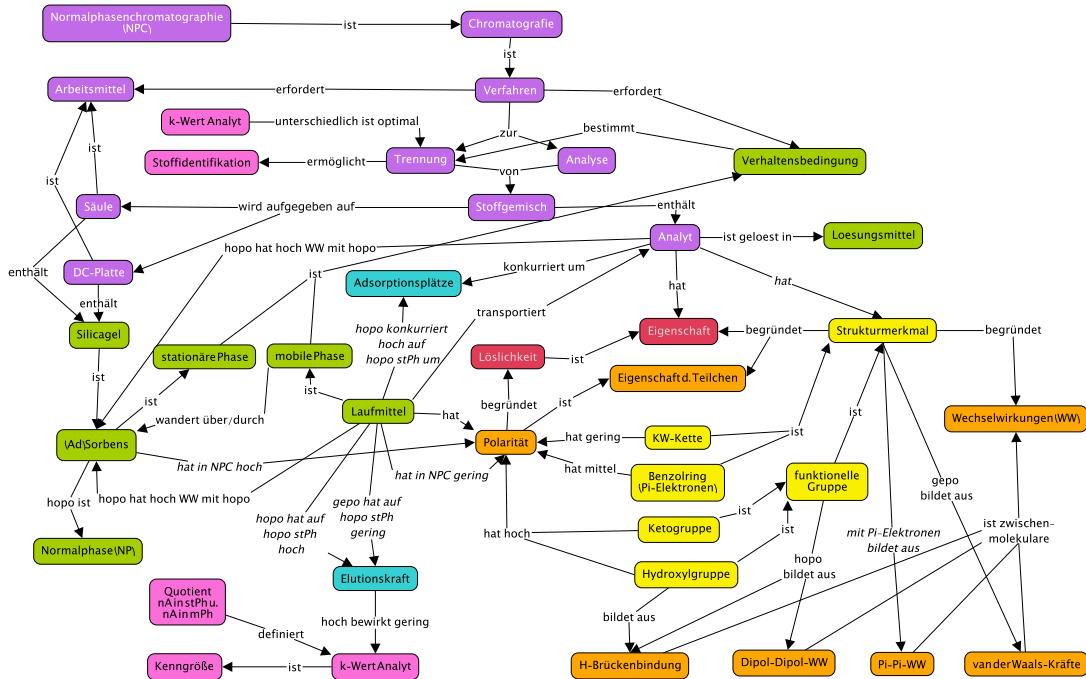 Normalphasenchromatographie
\NPC\
ist
Chromatografie
ist
Arbeitsmittel
erfordert
Verfahren
erfordert
k-Wert Analyt
unterschiedlich ist optimal
zur
bestimmt
Stoffidentifikation
ermöglicht
Trennung
Analyse
Verhaltensbedingung
ist
ist
von
Säule
wird aufgegeben auf
Stoffgemisch
enthält
hopo hat hoch WW mit hopo
Analyt
ist geloest in
Loesungsmittel
enthält
DC-Platte
ist
Adsorptionsplätze
konkurriert um
hat
hat
enthält
Silicagel
hopo konkurriert
hoch auf
hopo stPh um
transportiert
Eigenschaft
begründet
Strukturmerkmal
begründet
stationäre Phase
mobile Phase
Löslichkeit
ist
ist
ist
ist
Eigenschaft d. Teilchen
begründet
ist
wandert über/durch
Laufmittel
hat
ist
Wechselwirkungen \WW\
\Ad\Sorbens
Polarität
hat gering
KW-Kette
ist
hat in NPC hoch
hat in NPC gering
hat mittel
Benzolring
\Pi-Elektronen\
funktionelle
Gruppe
gepo
bildet aus
hopo ist
hopo hat hoch WW mit hopo
hopo hat auf
hopo stPh
hoch
gepo hat auf
hopo stPh
gering
hat hoch
Ketogruppe
ist
ist
mit Pi-Elektronen
bildet aus
ist zwischen-
molekulare
Normalphase \NP\
Elutionskraft
Hydroxylgruppe
hopo
bildet aus
Quotient
nA in stPh u.
nA in mPh
definiert
hoch bewirkt gering
bildet aus
Kenngröße
ist
k-Wert Analyt
H-Brückenbindung
Dipol-Dipol-WW
Pi-Pi-WW
van der Waals-Kräfte